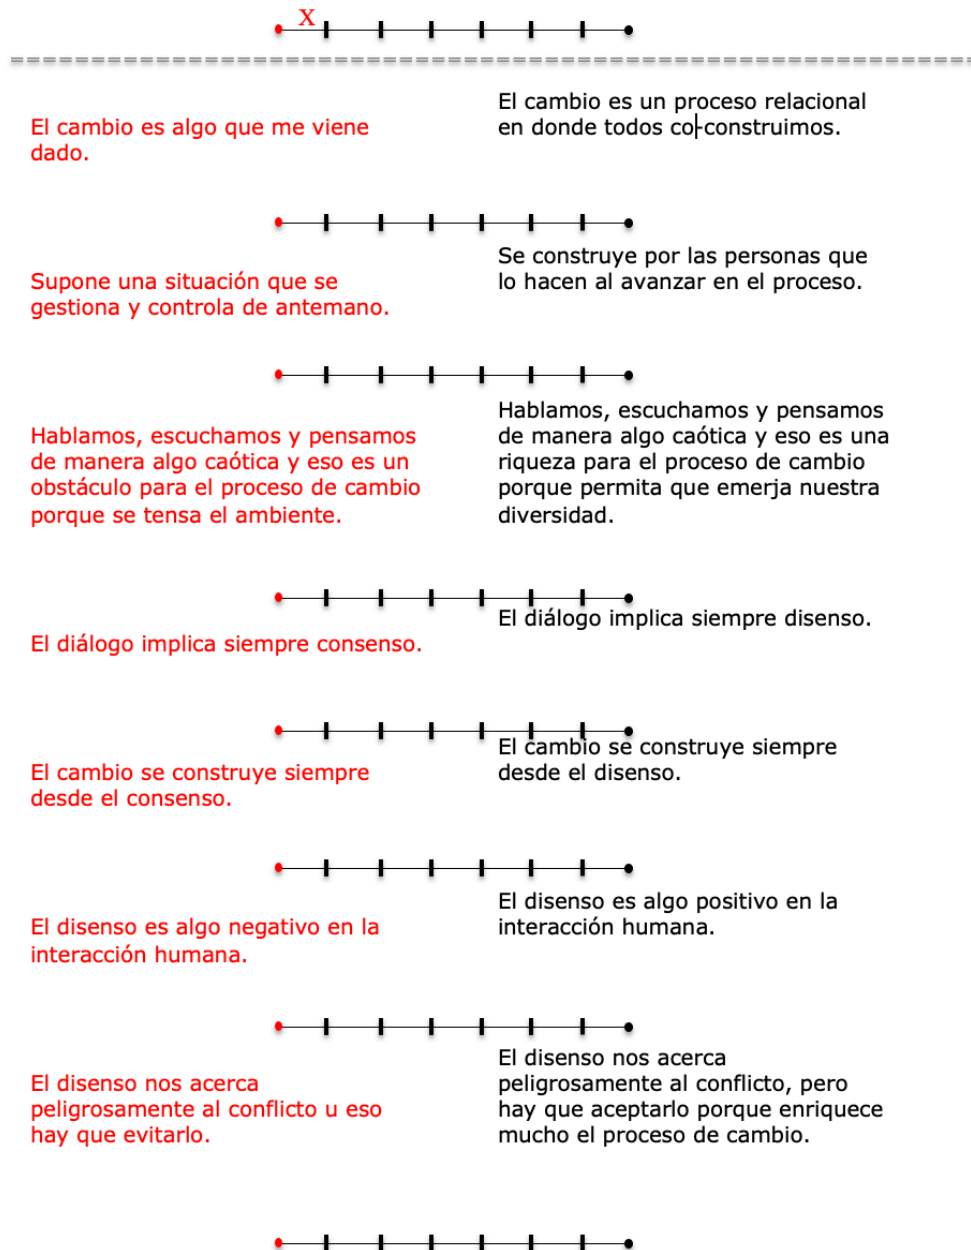 X
================================================================
El cambio es algo que me viene
dado.
El cambio es un proceso relacional
en donde todos co-construimos.
Supone una situación que se
gestiona y controla de antemano.
Se construye por las personas que
lo hacen al avanzar en el proceso.
Hablamos, escuchamos y pensamos
de manera algo caótica y eso es un
obstáculo para el proceso de cambio
porque se tensa el ambiente.
Hablamos, escuchamos y pensamos
de manera algo caótica y eso es una
riqueza para el proceso de cambio
porque permita que emerja nuestra
diversidad.
El diálogo implica siempre consenso.
El diálogo implica siempre disenso.
El cambio se construye siempre
desde el consenso.
El cambio se construye siempre
desde el disenso.
El disenso es algo negativo en la
interacción humana.
El disenso es algo positivo en la
interacción humana.
El disenso nos acerca
peligrosamente al conflicto u eso
hay que evitarlo.
El disenso nos acerca
peligrosamente al conflicto, pero
hay que aceptarlo porque enriquece
mucho el proceso de cambio.